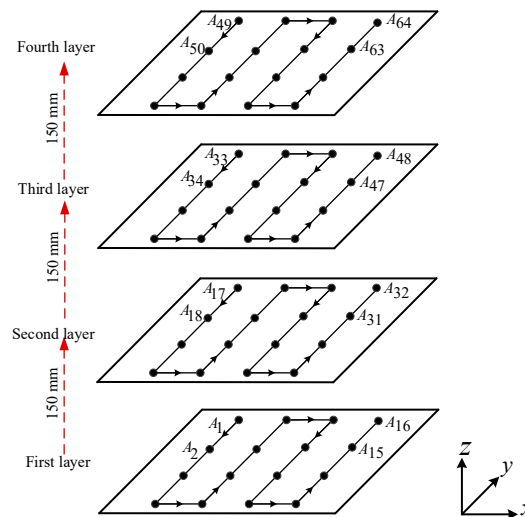 A49
A64
Fourth layer
A50
A63
150 mm
A33
A48
Third layer
A34
A47
150 mm
A17
A32
Second layer
A18
A31
150 mm
A1
A16
First layer
A2
A15
z
y
x